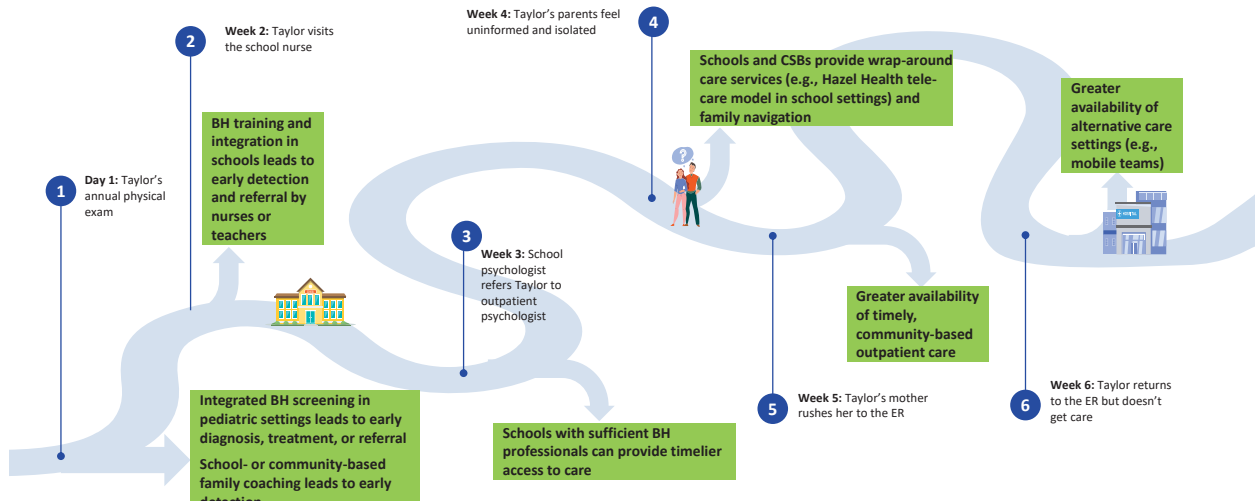 1
Day 1: Taylor's
annual physical
exam
Integrated BH screening in
pediatric settings leads to early
diagnosis, treatment, or referral
School- or community-based
family coaching leads to early
detection
2
Week 2: Taylor visits
the school nurse
BH training and
integration in
schools leads to
early detection
and referral by
nurses or
teachers
3
Week 3: School
psychologist
refers Taylor to
outpatient
psychologist
Schools with sufficient BH
professionals can provide timelier
access to care
4
Week 4: Taylor's parents feel
uninformed and isolated
?
Schools and CSBs provide wrap-around
care services (e.g., Hazel Health tele-
care model in school settings) and
family navigation
5
Week 5: Taylor's mother
rushes her to the ER
Greater availability
of timely,
community-based
outpatient care
6
Week 6: Taylor returns
to the ER but doesn't
get care
Greater
availability of
alternative care
settings (e.g.,
mobile teams)